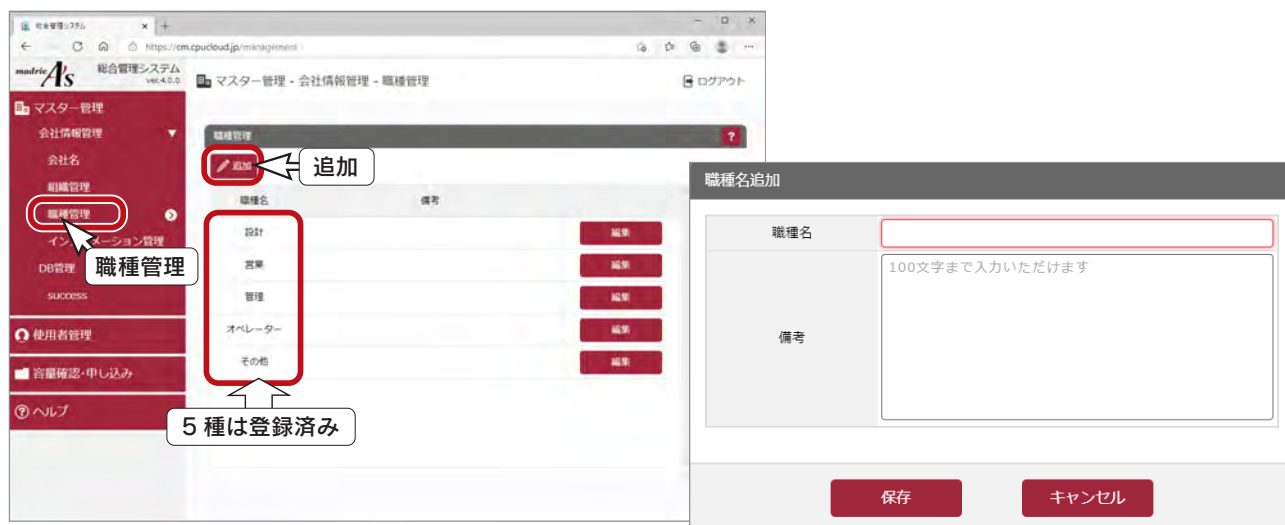 総合管理システム
https://cm.cpucloud.jp/management
madric A's 総合管理システム
ver.4.0.0
マスター管理 - 会社情報管理 - 職種管理
ログアウト
マスター管理
会社情報管理
会社名
組織管理
職種管理
DB管理
success
使用者管理
容量確認・申し込み
ヘルプ
職種管理
職種管理
?
追加
追加
職種名 備考
設計 編集
営業 編集
管理 編集
オペレーター 編集
その他 編集
5 種は登録済み
職種名追加
職種名
備考
100文字まで入力いただけます
保存 キャンセル